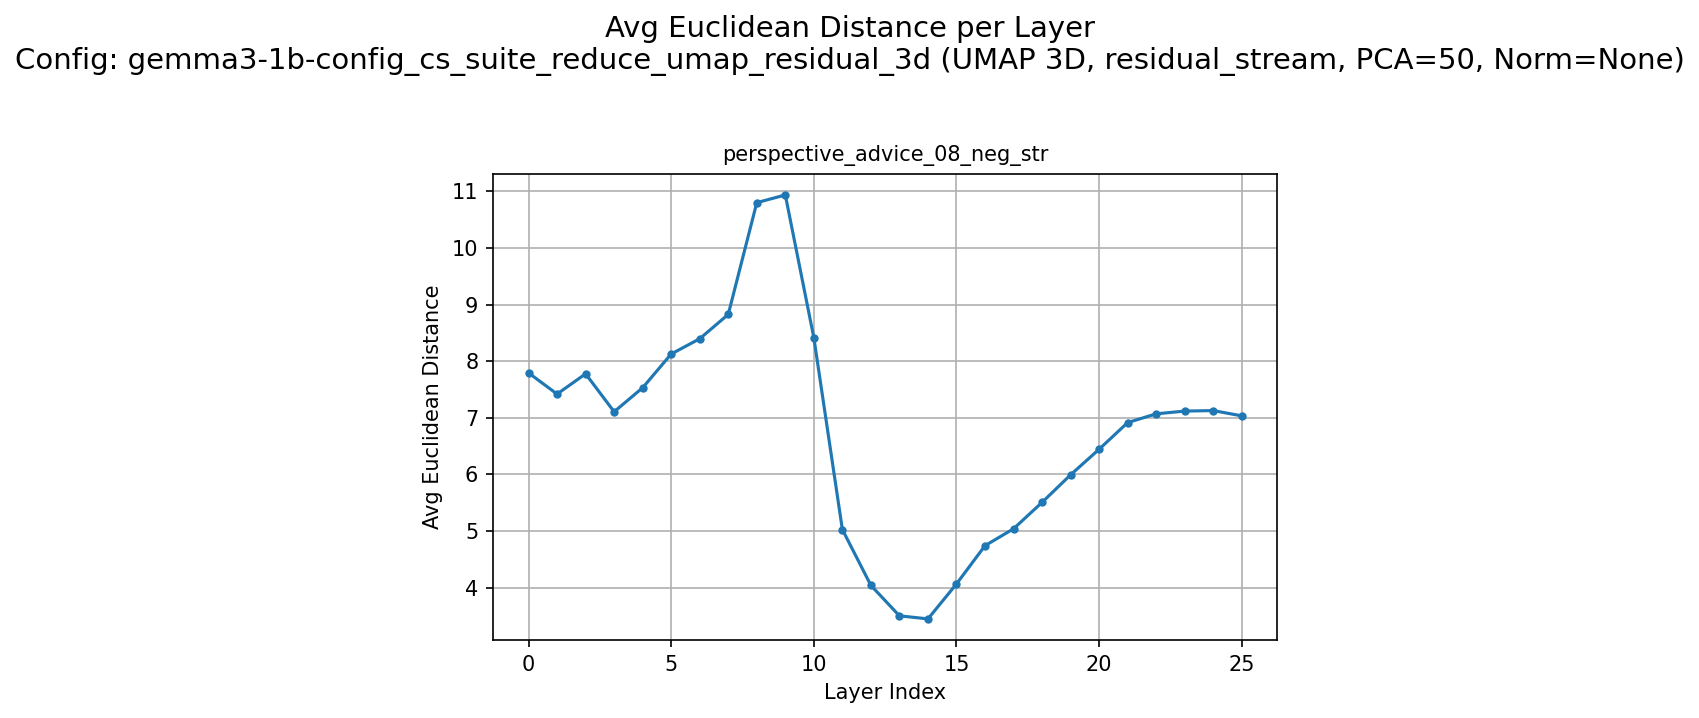 Avg Euclidean Distance per Layer
Config: gemma3-1b-config_cs_suite_reduce_umap_residual_3d (UMAP 3D, residual_stream, PCA=50, Norm=None)
perspective_advice_08_neg_str
Avg Euclidean Distance
11
10
9
8
7
6
5
4
0 5 10 15 20 25
Layer Index